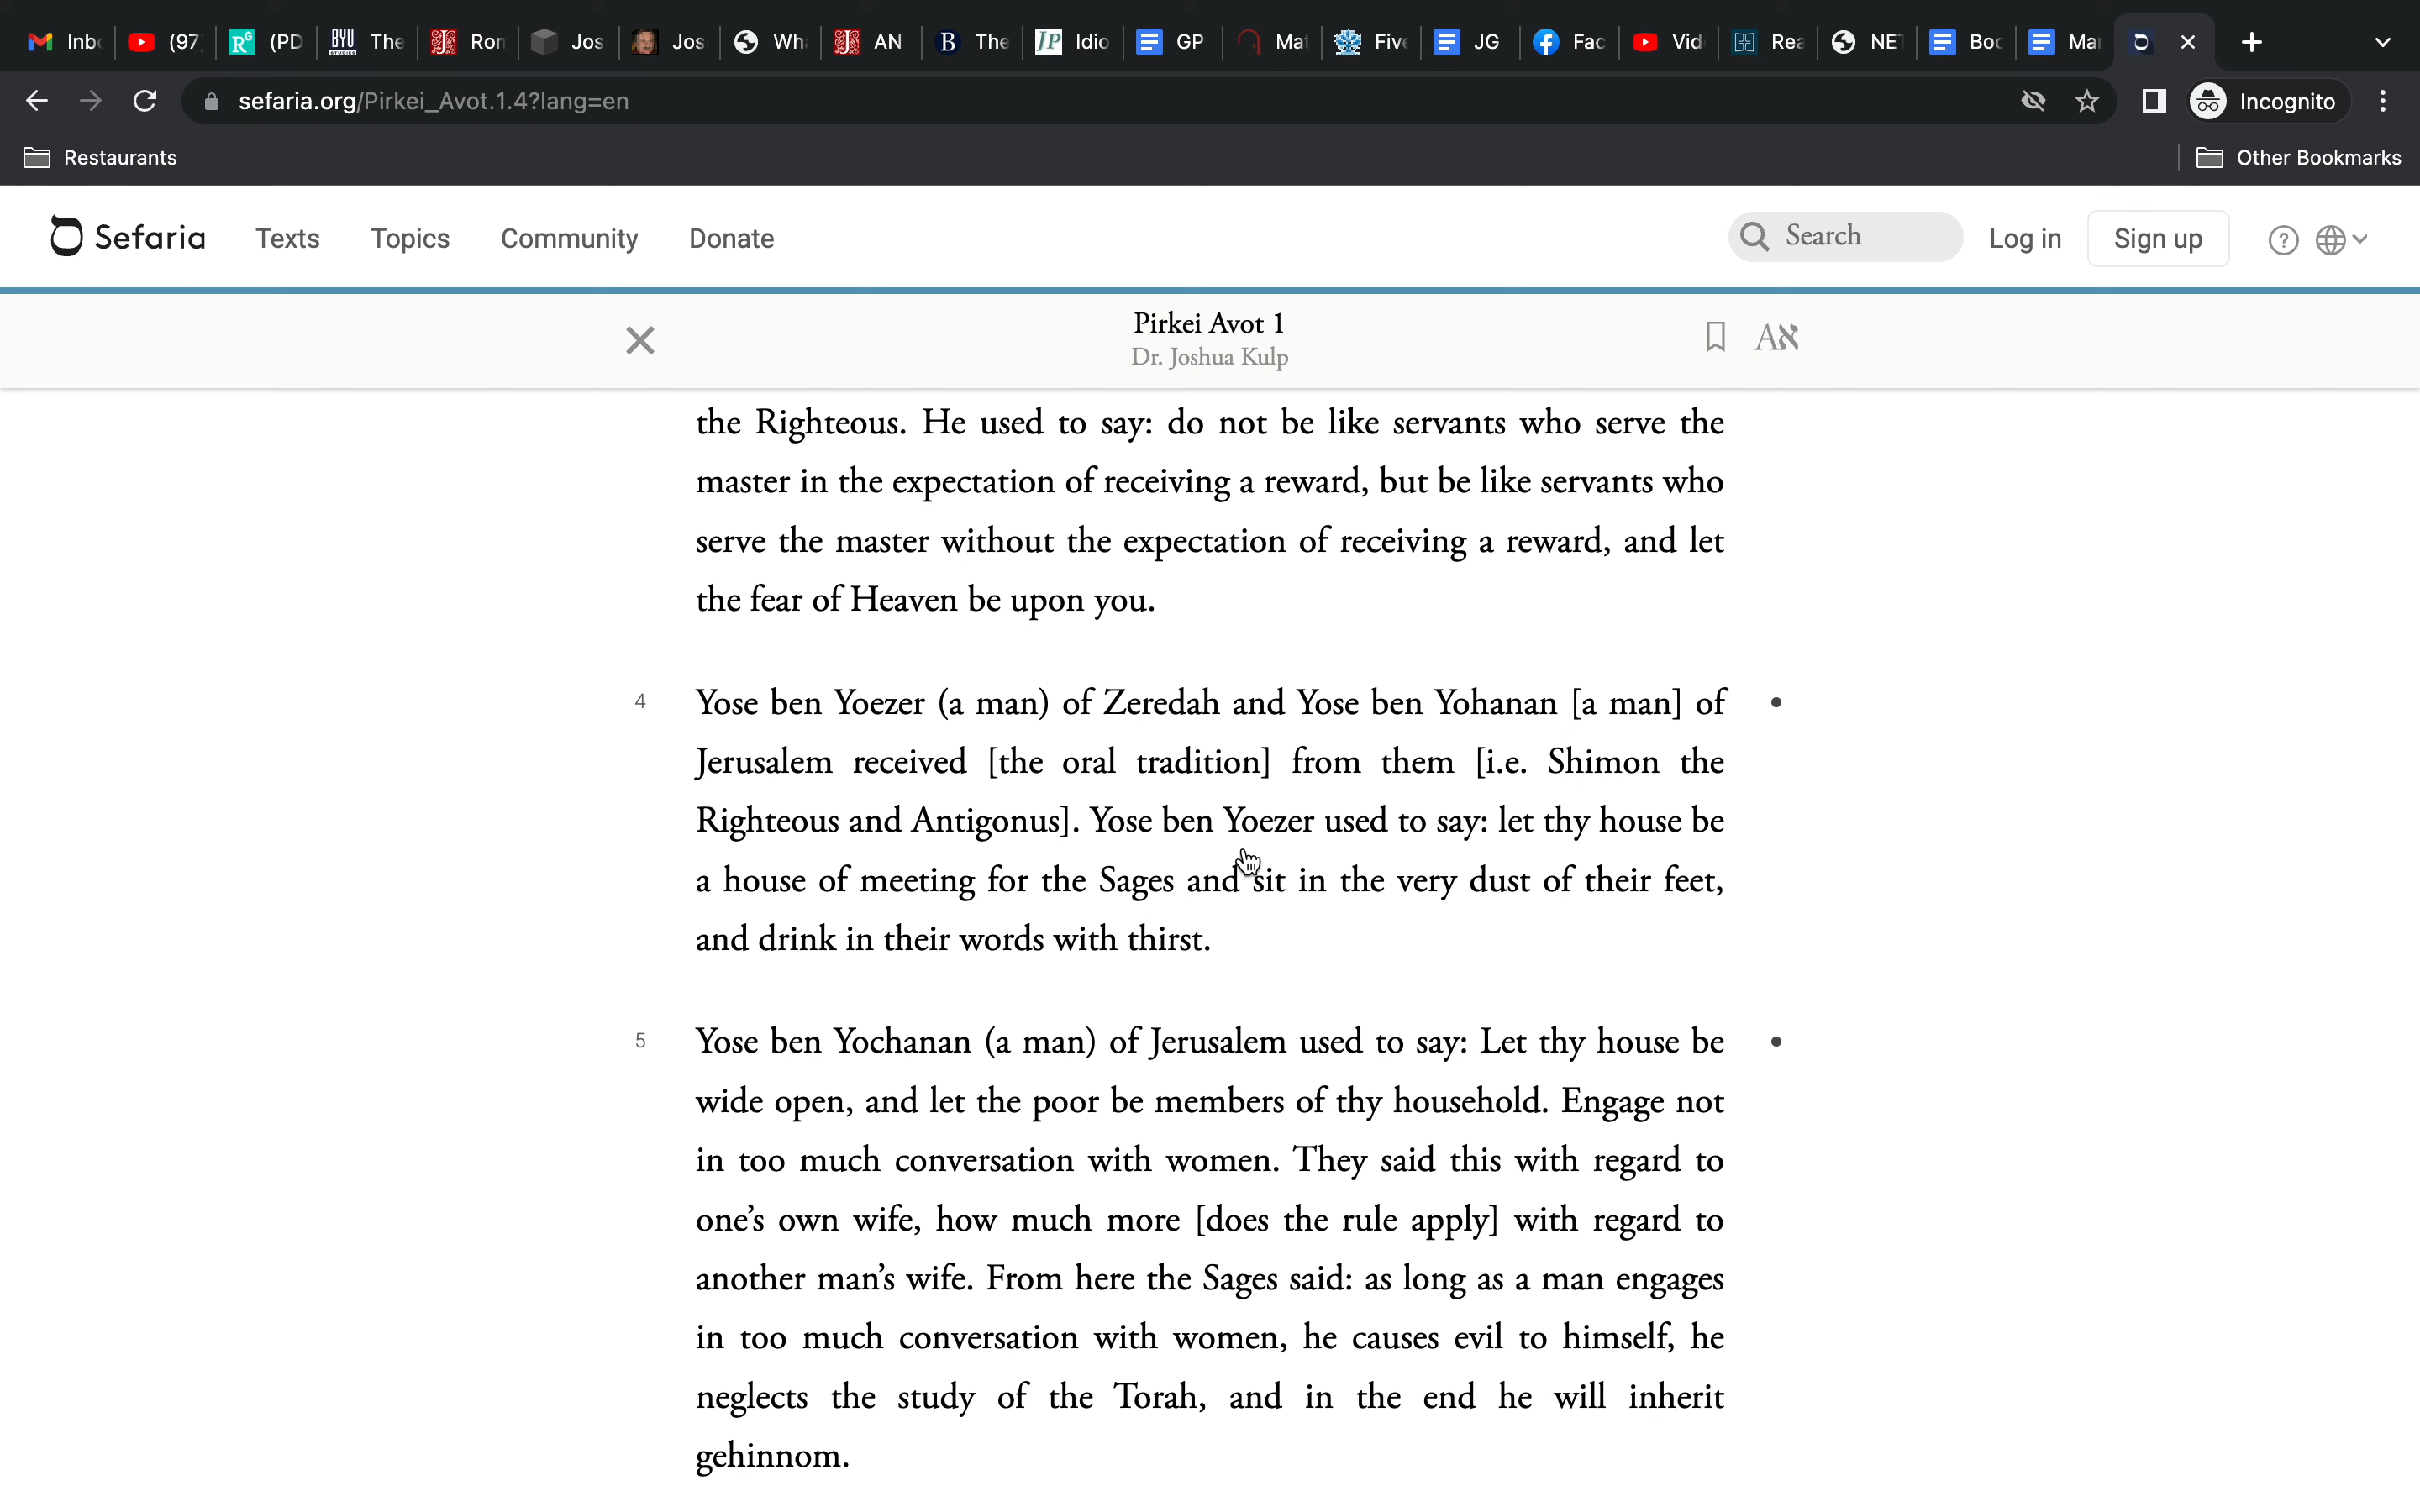 Inb
(97
(PD
The
Ron
Jos
Jos
Wh
AN
The
Idio
GP
Mat
Five
JG
Fac
Vid
Rea
NET
Boo
Mar
sefaria.org/Pirkei_Avot.1.4?lang=en
Incognito
Restaurants
Other Bookmarks
Sefaria
Texts
Topics
Community
Donate
Search
Log in
Sign up
Pirkei Avot 1
Dr. Joshua Kulp
Aא
the Righteous. He used to say: do not be like servants who serve the
master in the expectation of receiving a reward, but be like servants who
serve the master without the expectation of receiving a reward, and let
the fear of Heaven be upon you.
4 Yose ben Yoezer (a man) of Zeredah and Yose ben Yohanan [a man] of
Jerusalem received [the oral tradition] from them [i.e. Shimon the
Righteous and Antigonus]. Yose ben Yoezer used to say: let thy house be
a house of meeting for the Sages and sit in the very dust of their feet,
and drink in their words with thirst.
5 Yose ben Yochanan (a man) of Jerusalem used to say: Let thy house be
wide open, and let the poor be members of thy household. Engage not
in too much conversation with women. They said this with regard to
one’s own wife, how much more [does the rule apply] with regard to
another man’s wife. From here the Sages said: as long as a man engages
in too much conversation with women, he causes evil to himself, he
neglects the study of the Torah, and in the end he will inherit
gehinnom.